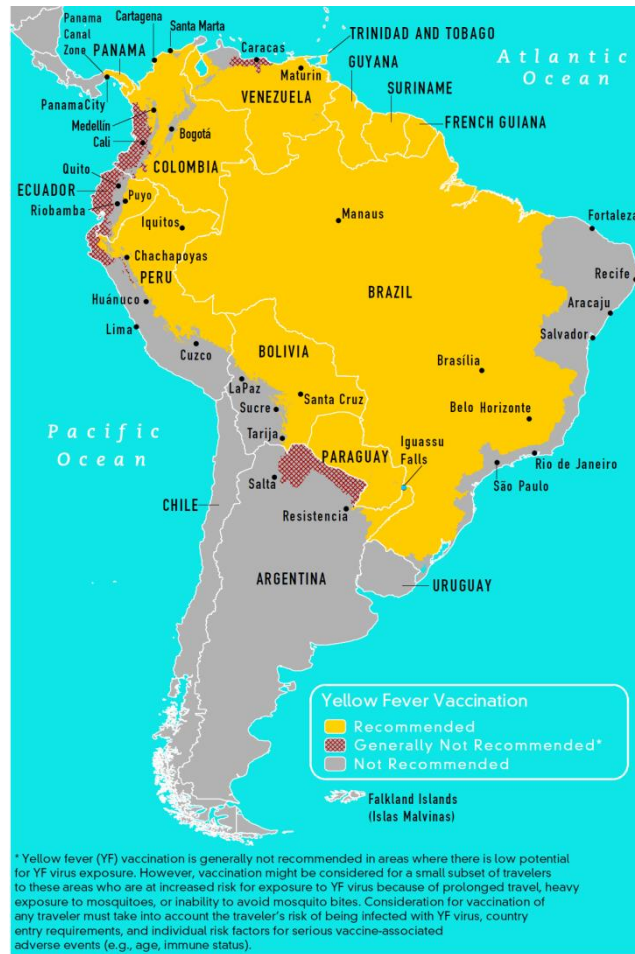 Panama
Canal
Zone
Cartagena
Santa Marta
PANAMA
Caracas
TRINIDAD AND TOBAGO
Atlantic
Ocean
Maturin
GUYANA
PanamaCity
VENEZUELA
SURINAME
Medellín
FRENCH GUIANA
Bogotá
Cali
COLOMBIA
Quito
ECUADOR
Puyo
Riobamba
Iquitos
Manaus
Fortaleza
Chachapoyas
PERU
Recife
BRAZIL
Huánuco
Aracaju
Lima
Salvador
Cuzco
BOLIVIA
Brasília
LaPaz
Santa Cruz
Sucre
Belo Horizonte
Tarija
Pacific
Ocean
PARAGUAY
Iguassu
Falls
Rio de Janeiro
São Paulo
Salta
CHILE
Resistencia
ARGENTINA
URUGUAY
Yellow Fever Vaccination
Recommended
Generally Not Recommended*
Not Recommended
Falkland Islands
(Islas Malvinas)
* Yellow fever (YF) vaccination is generally not recommended in areas where there is low potential
for YF virus exposure. However, vaccination might be considered for a small subset of travelers
to these areas who are at increased risk for exposure to YF virus because of prolonged travel, heavy
exposure to mosquitoes, or inability to avoid mosquito bites. Consideration for vaccination of
any traveler must take into account the traveler's risk of being infected with YF virus, country
entry requirements, and individual risk factors for serious vaccine-associated
adverse events (e.g., age, immune status).